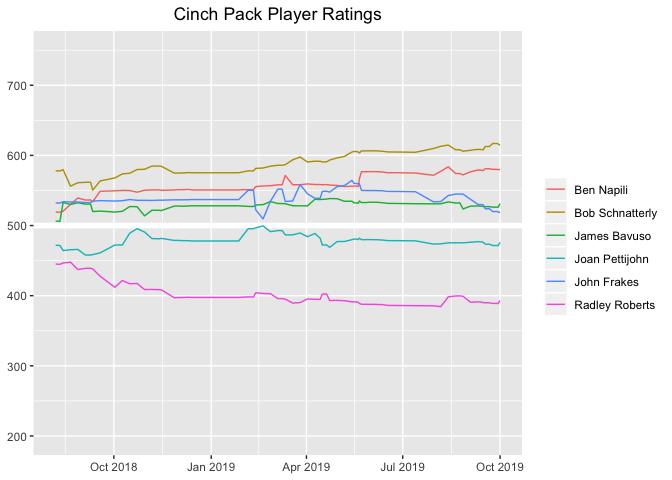 Cinch Pack Player Ratings
700
600
500
400
300
200
Oct 2018 Jan 2019 Apr 2019 Jul 2019 Oct 2019
Ben Napili
Bob Schnatterly
James Bavuso
Joan Pettijohn
John Frakes
Radley Roberts